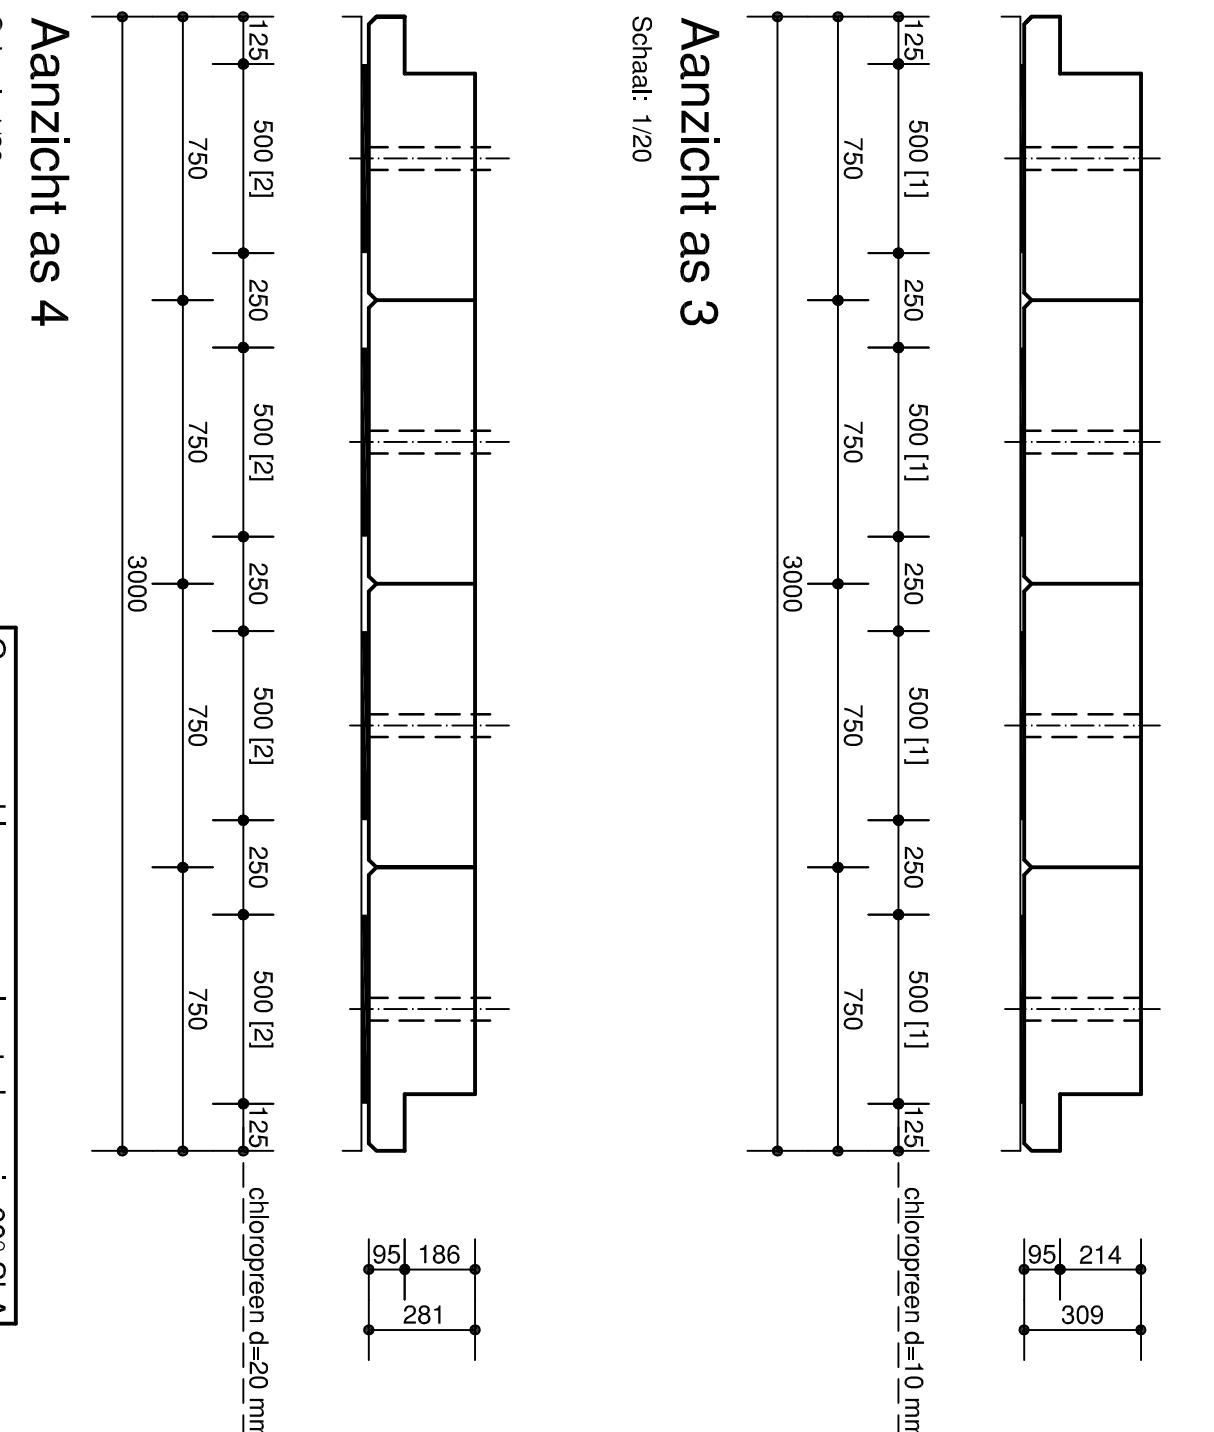 95 214
309
125 500 [1] 250 500 [1] 250 500 [1] 250 500 [1] 125 chloropreen d=10 mm
750 750 750 750
3000
Aanzicht as 3
Schaal: 1/20
95 186
281
125 500 [2] 250 500 [2] 250 500 [2] 250 500 [2] 125 chloropreen d=20 mm
750 750 750 750
3000
Aanzicht as 4